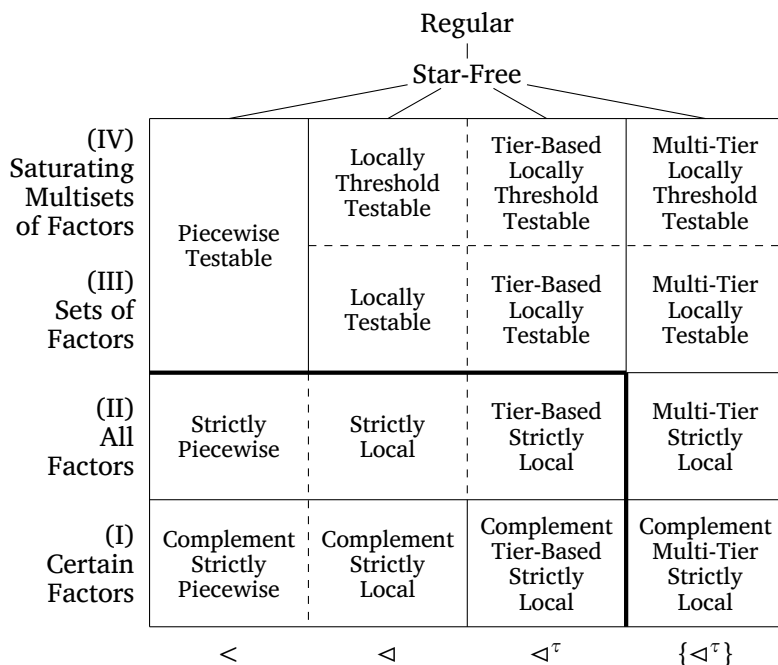 Regular
Star-Free
(IV)
Saturating
Multisets
of Factors
Piecewise
Testable
Locally
Threshold
Testable
Tier-Based
Locally
Threshold
Testable
Multi-Tier
Locally
Threshold
Testable
(III)
Sets of
Factors
Locally
Testable
Tier-Based
Locally
Testable
Multi-Tier
Locally
Testable
(II)
All
Factors
Strictly
Piecewise
Strictly
Local
Tier-Based
Strictly
Local
Multi-Tier
Strictly
Local
(I)
Certain
Factors
Complement
Strictly
Piecewise
Complement
Strictly
Local
Complement
Tier-Based
Strictly
Local
Complement
Multi-Tier
Strictly
Local
<
⊲
⊲τ
{⊲τ}